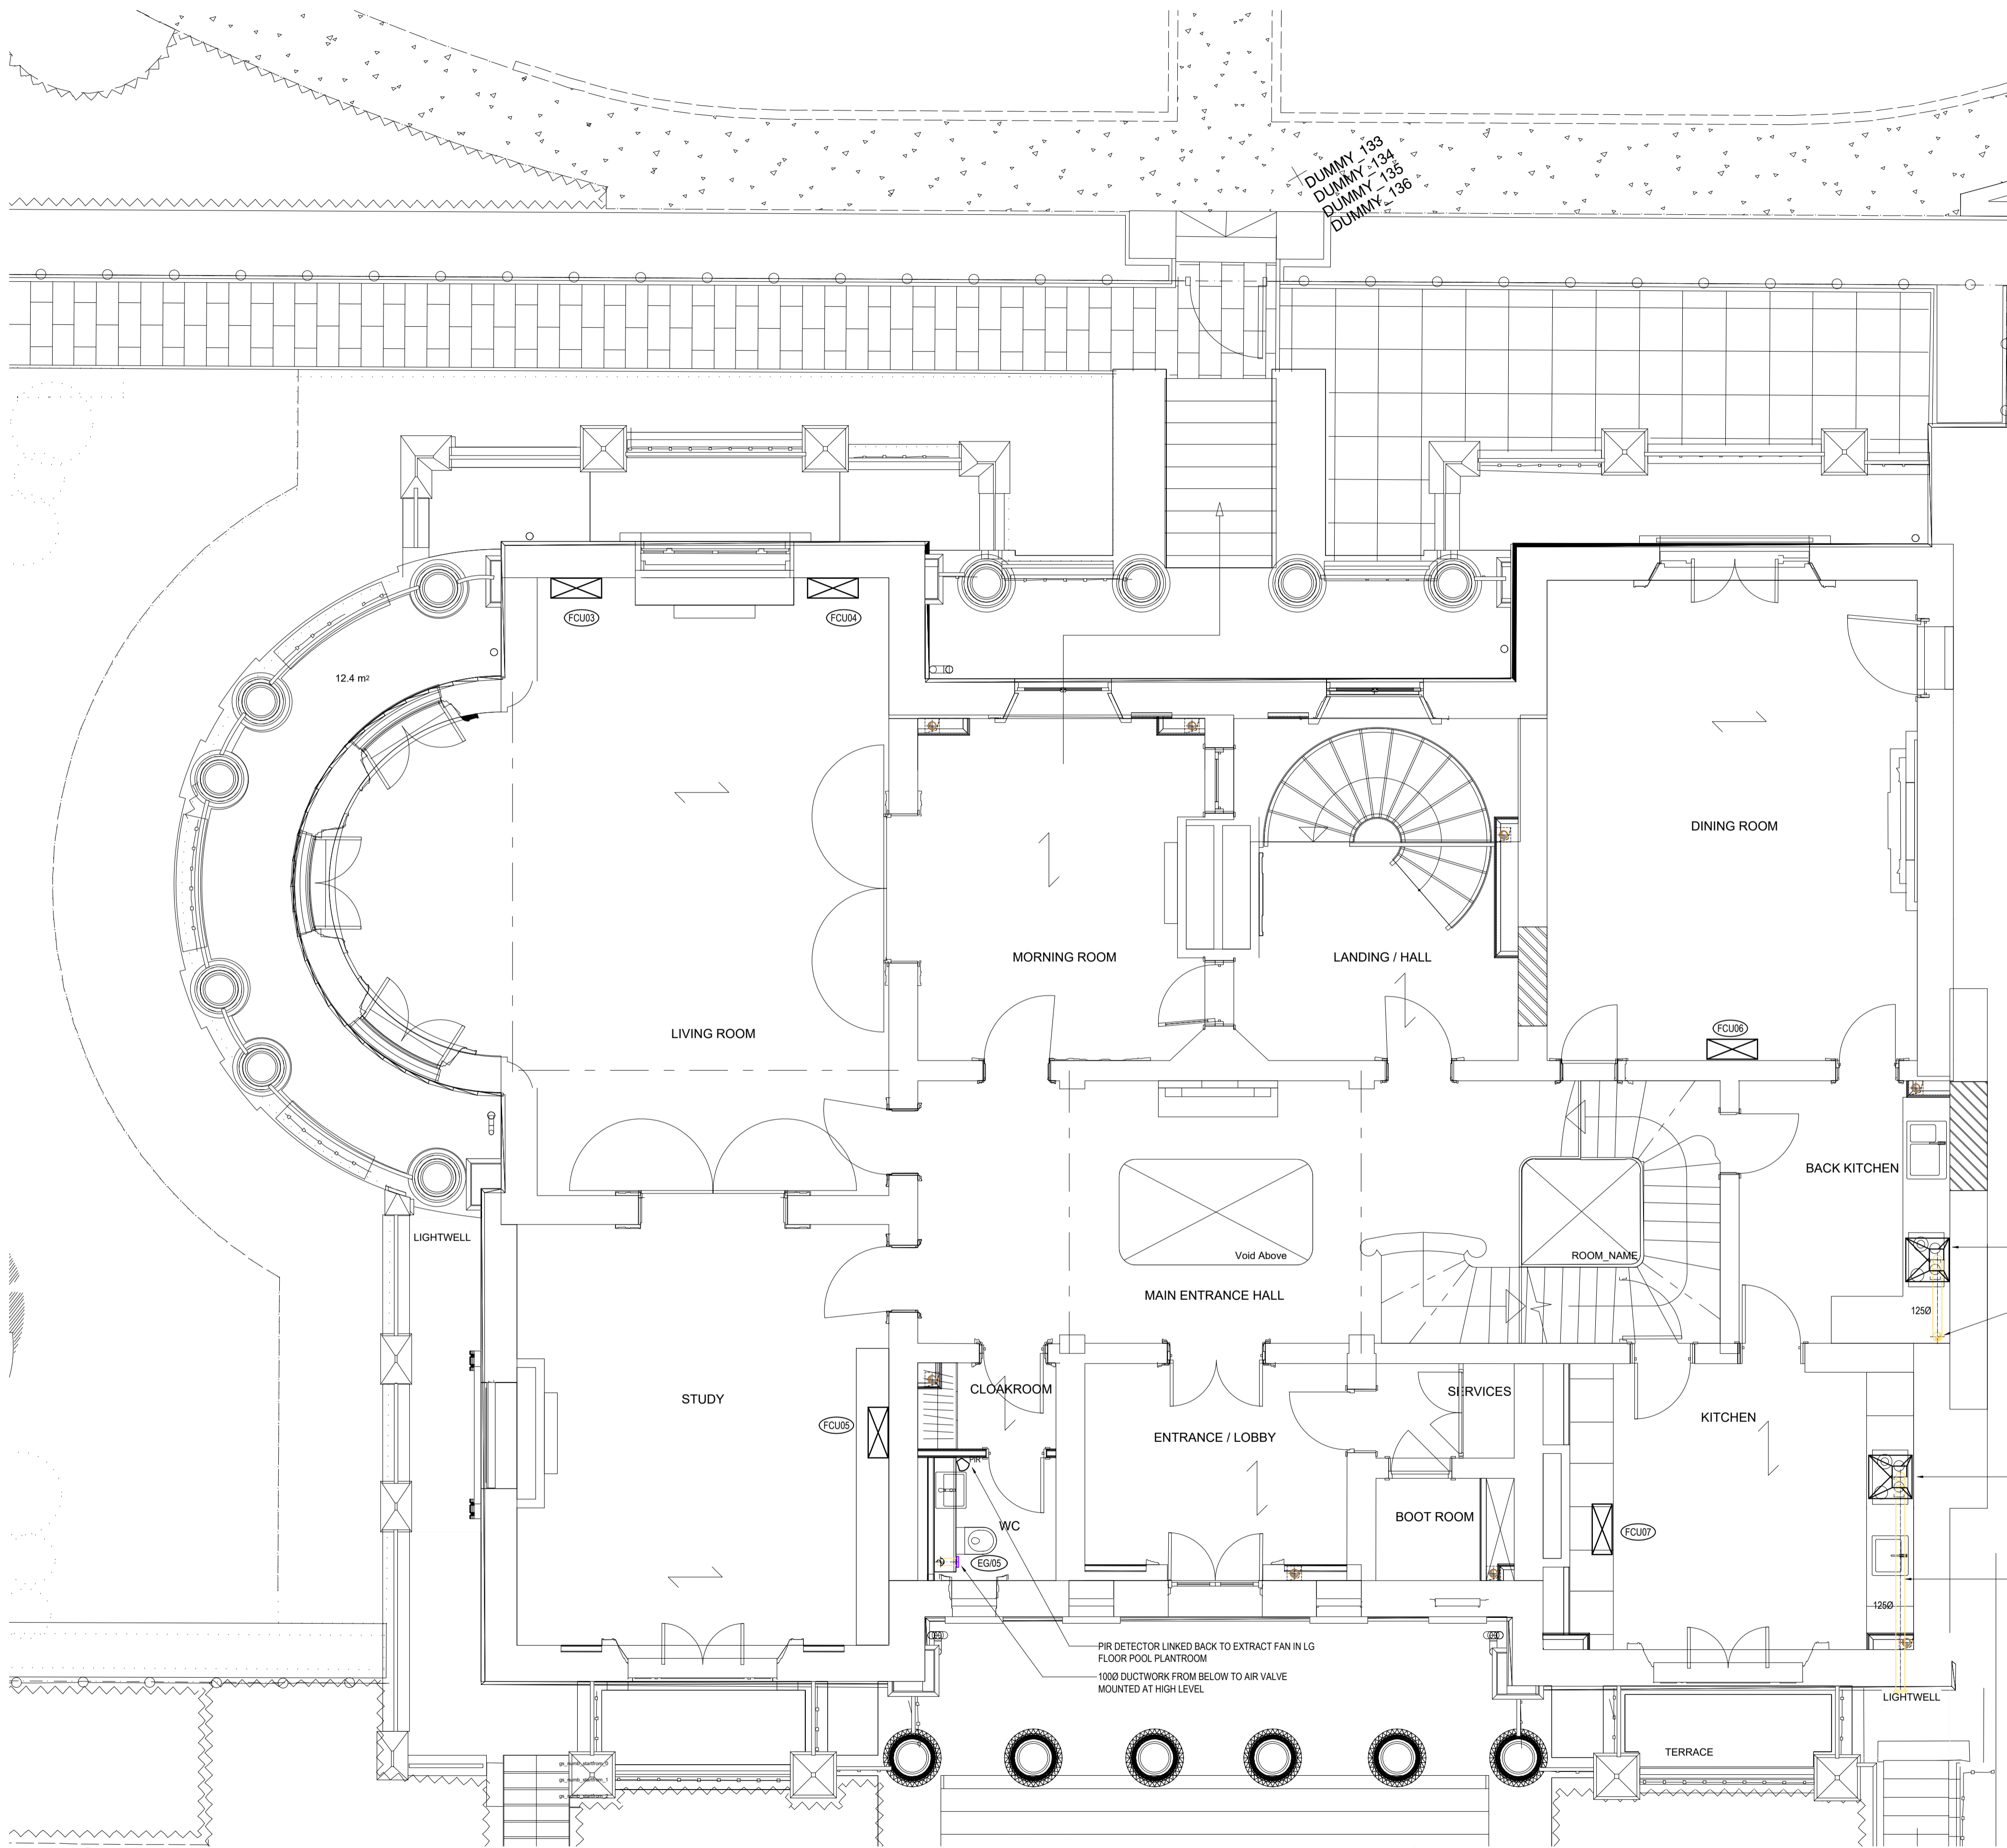 DUMMY_133
DUMMY_134
DUMMY_135
DUMMY_136
FCU03
FCU04
12.4 m²
DINING ROOM
MORNING ROOM
LANDING / HALL
LIVING ROOM
FCU06
BACK KITCHEN
LIGHTWELL
Void Above
ROOM_NAME
MAIN ENTRANCE HALL
125Ø
CLOAKROOM
SERVICES
STUDY
KITCHEN
FCU05
ENTRANCE / LOBBY
PIR
BOOT ROOM
WC
FCU07
EG/05
125Ø
PIR DETECTOR LINKED BACK TO EXTRACT FAN IN LG
FLOOR POOL PLANTROOM
100Ø DUCTWORK FROM BELOW TO AIR VALVE
MOUNTED AT HIGH LEVEL
LIGHTWELL
TERRACE
gs_numb_startfrom_0
gs_numb_startfrom_1
gs_numb_startfrom_2